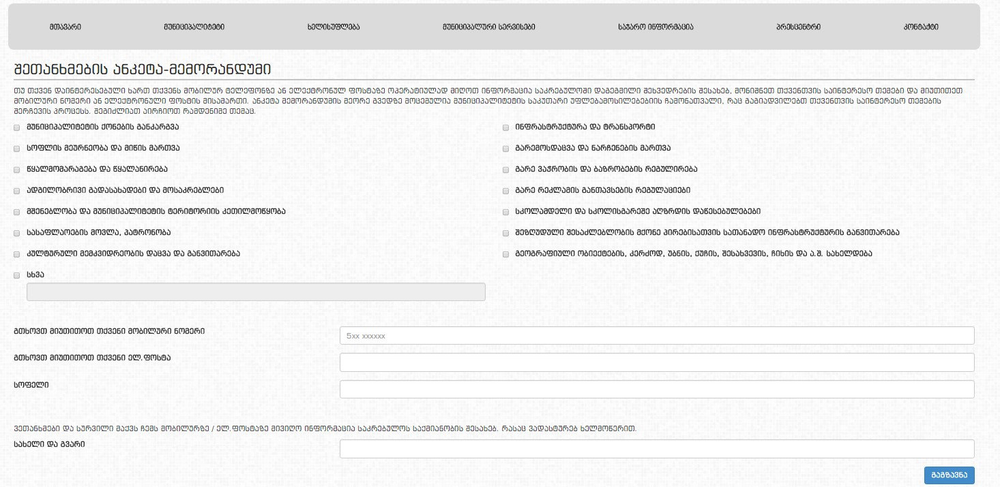 მთავარი მუნიციპალიტეტი ხელისუფლება მუნიციპალური სერვისები საჯარო ინფორმაცია პრესცენტრი კონტაქტი
შეთანხმების ანკეტა-მემორანდუმი
თუ თქვენ დაინტერესებული ხართ თქვენს მობილურ ტელეფონზე ან ელექტრონულ ფოსტაზე ოპერატიულად მიღოთ ინფორმაცია საკრებულოში დაგეგმილი შეხვედრების შესახებ, მონიშნეთ თქვენთვის საინტერესო თემები და მიუთითეთ
მობილური ნომერი ან ელექტრონული ფოსტის მისამართი. ანკეტა მემორანდუმის მეორე გვედზე მოცემულია მუნიციპალიტეტის საკუთარი უფლებამოსილებებიის ჩამონათვალი, რაც გაგიადვილებთ თქვენთვის საინტერესო თემების
შერჩევის პროცესს. შეგიძლიათ აირჩიოთ რამდენიმე თემაც.
მუნიციპალიტეტის ქონების განკარგვა
ინფრასტრუქტურა და ტრანსპორტი
სოფლის მეურნეობა და მიწის მართვა
გარემოსდაცვა და ნარჩენების მართვა
წყალმომარაგება და წყალანირება
გარე ვაჭრობის და ბაზრობების რეგულირება
ადგილობრივი გადასახადები და მოსაკრებლები
გარე რეკლამის განთავსების რეგულაციები
მშენებლობა და მუნიციპალიტეტის ტერიტორიის კეთილმოწყობა
სკოლამდელი და სკოლისგარეშე აღზრდის დაწესებულებები
სასაფლაოების მოვლა, პატრონობა
შეზღუდული შესაძლებლობის მქონე პირებისათვის სათანადო ინფრასტრუქტურის განვითარება
კულტურული მემკვიდრეობის დაცვა და განვითარება
გეოგრაფიული ობიექტების, კერძოდ, უბნის, ქუჩის, შესახვევის, ჩიხის და ა.შ. სახელდება
სხვა
გთხოვთ მიუთითოთ თქვენი მობილური ნომერი
5xx xxxxxx
გთხოვთ მიუთითოთ თქვენი ელ.ფოსტა
სოფელი
ვეთანხმები და სურვილი მაქვს ჩემს მობილურზე / ელ.ფოსტაზე მივიღო ინფორმაცია საკრებულოს საქმიანობის შესახებ. რასაც ვადასტურებ ხელმოწერით.
სახელი და გვარი
გაგზავნა